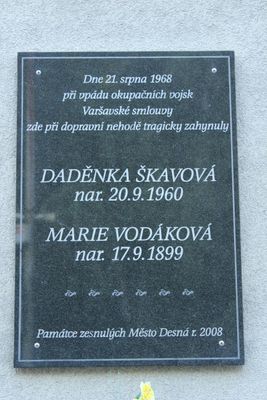 Dne 21. srpna 1968
při vpádu okupačních vojsk
Varšavské smlouvy
zde při dopravní nehodě tragicky zahynuly
DADĚNKA ŠKAVOVÁ
nar. 20.9.1960
MARIE VODÁKOVÁ
nar. 17.9.1899
Památce zesnulých Město Desná r. 2008